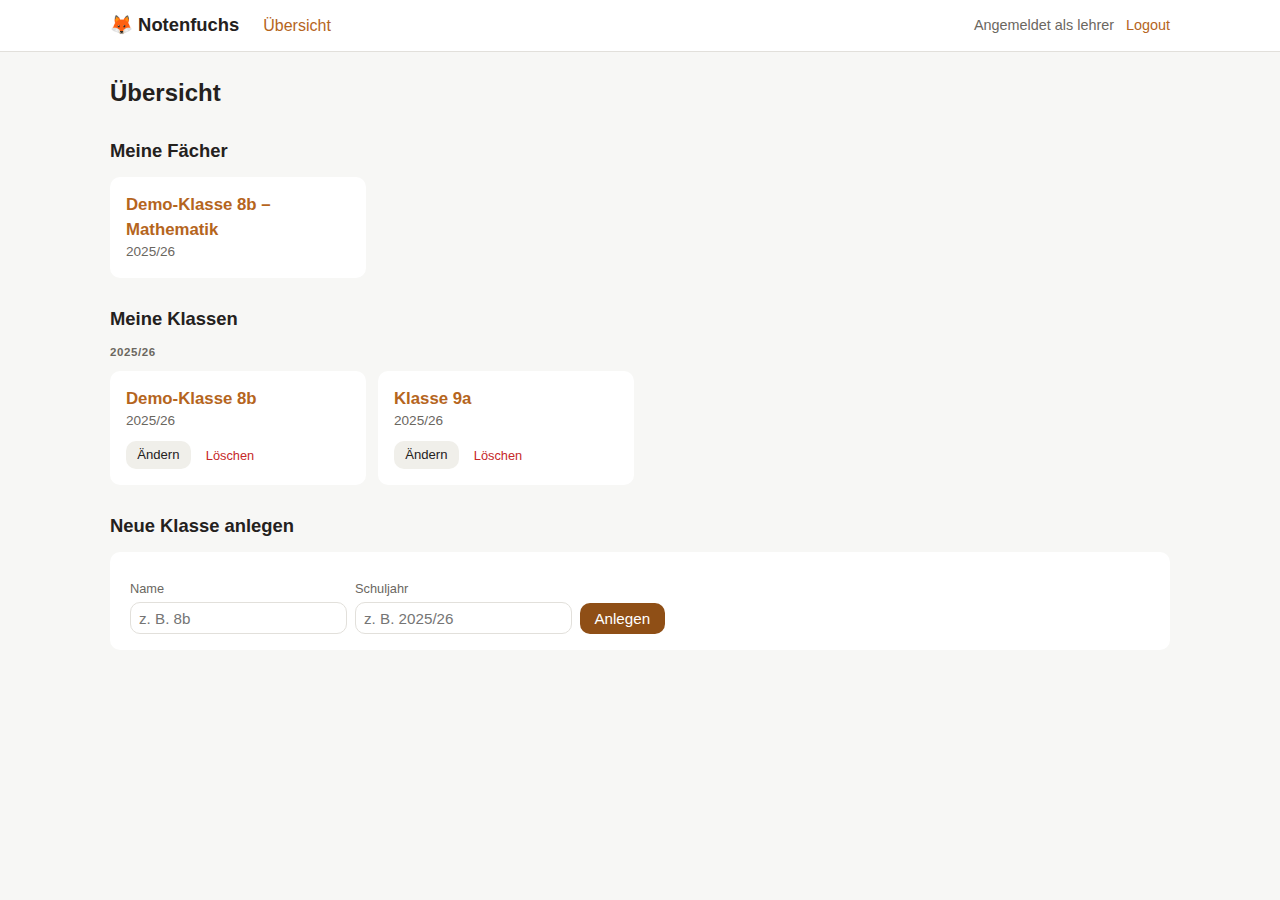 🦊 Notenfuchs Übersicht Angemeldet als lehrer Logout
Übersicht
Meine Fächer
Demo-Klasse 8b –
Mathematik
2025/26
Meine Klassen
2025/26
Demo-Klasse 8b
2025/26
Ändern Löschen
Klasse 9a
2025/26
Ändern Löschen
Neue Klasse anlegen
Name
z. B. 8b
Schuljahr
z. B. 2025/26
Anlegen